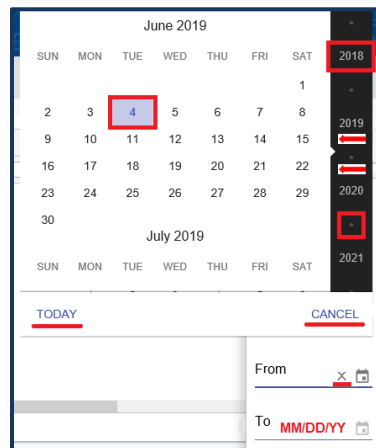 June 2019
SUN MON TUE WED THU FRI SAT 2018
1
2 3 4 5 6 7 8 2019
9 10 11 12 13 14 15
16 17 18 19 20 21 22
23 24 25 26 27 28 29 2020
30
July 2019
SUN MON TUE WED THU FRI SAT 2021
TODAY CANCEL
From ×
To MM/DD/YY